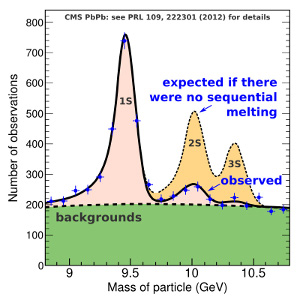 CMS PbPb: see PRL 109, 222301 (2012) for details
800
700
600
500
400
300
200
100
0
Number of observations
expected if there
were no sequential
melting
1S
2S
3S
observed
backgrounds
9
9.5
10
10.5
Mass of particle (GeV)